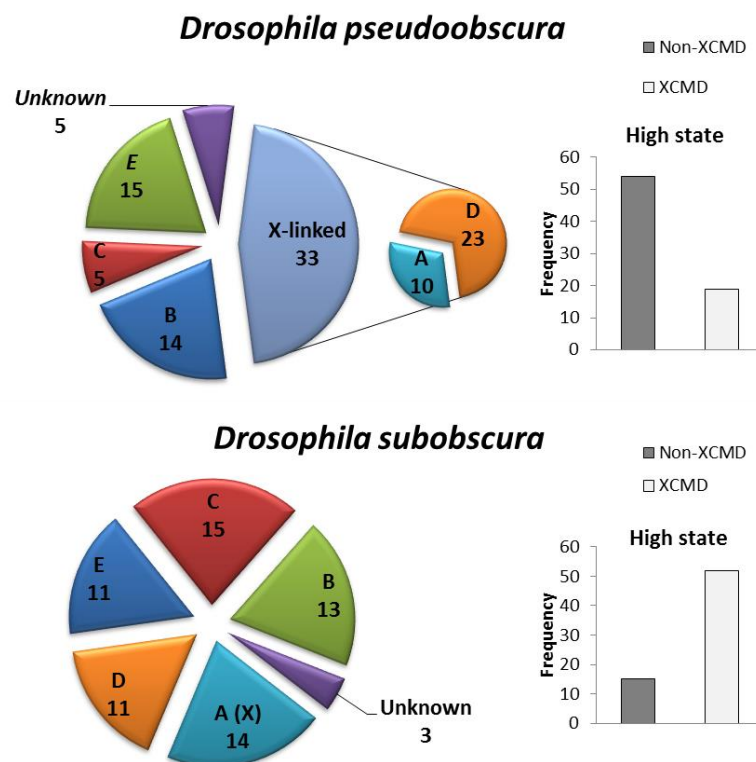 Drosophila pseudoobscura
Unknown
5
E
15
C
5
B
14
X-linked
33
D
23
A
10
Non-XCMD
XCMD
High state
Frequency
60
50
40
30
20
10
0
Drosophila subobscura
C
15
B
13
E
11
D
11
A (X)
14
Unknown
3
Non-XCMD
XCMD
High state
Frequency
60
50
40
30
20
10
0